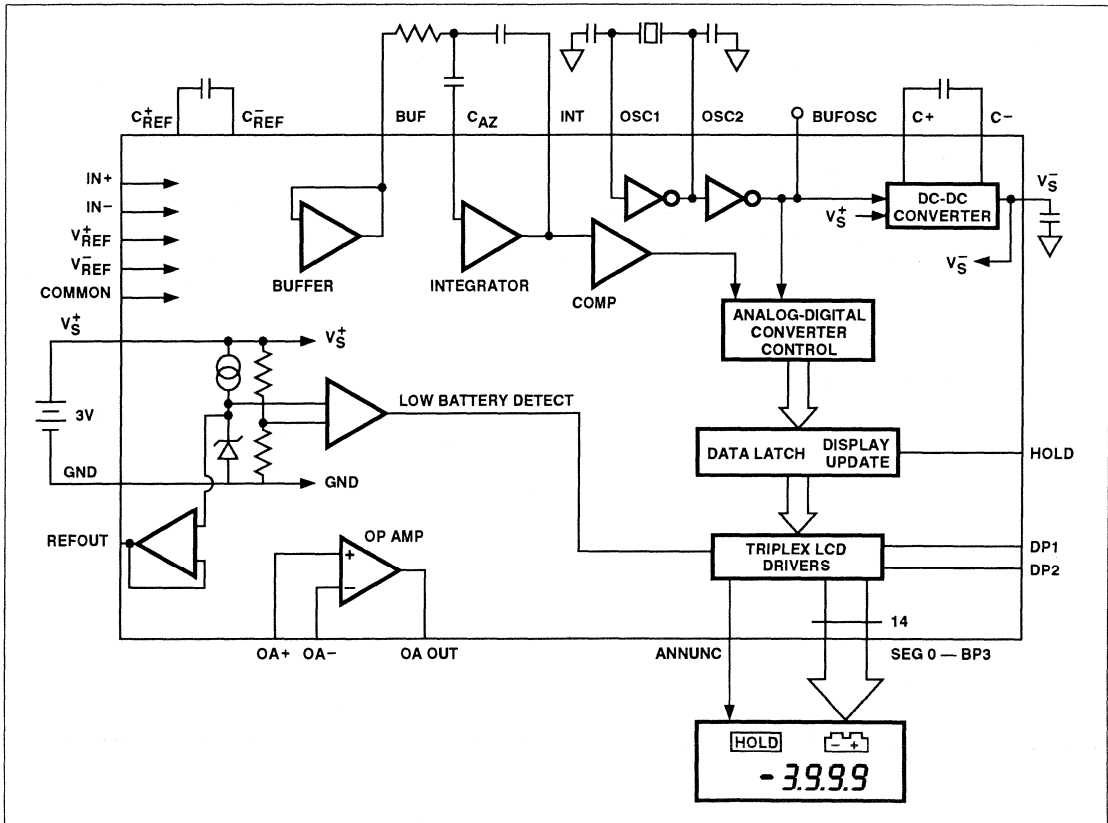 C+REF C−REF BUF CAZ INT OSC1 OSC2 BUFOSC C+ C−
IN+
IN−
V+REF
V−REF
COMMON
BUFFER
INTEGRATOR
COMP
V+S
DC-DC
CONVERTER
V−S
V−S
ANALOG-DIGITAL
CONVERTER
CONTROL
V+S
V+S
3V
LOW BATTERY DETECT
GND
GND
DATA LATCH
DISPLAY
UPDATE
HOLD
REFOUT
OP AMP
+
−
TRIPLEX LCD
DRIVERS
DP1
DP2
OA+ OA− OA OUT
14
ANNUNC
SEG 0 — BP3
HOLD
− +
-3.9.9.9